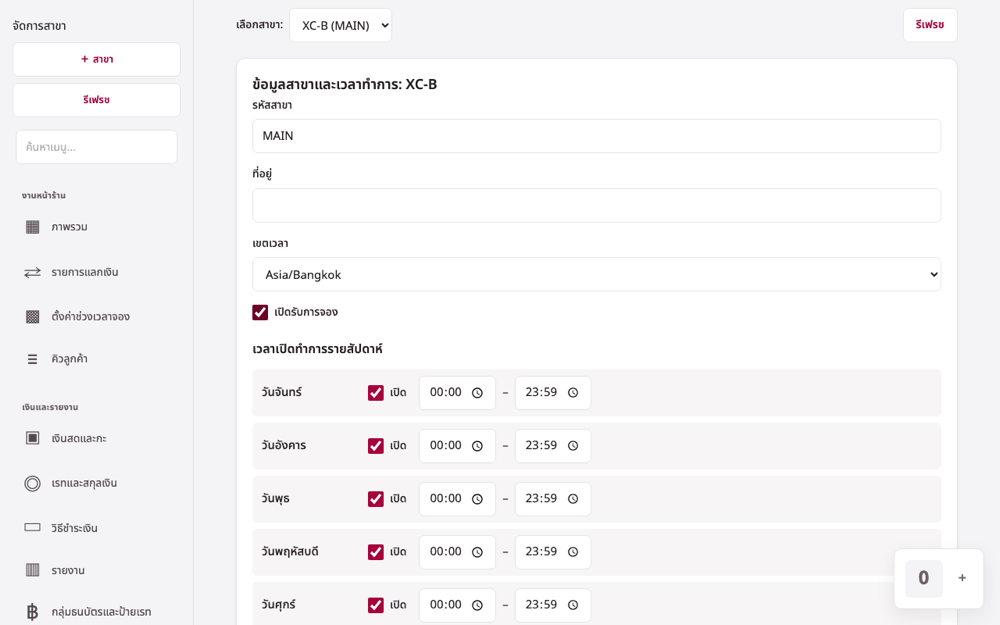 จัดการสาขา
+ สาขา
รีเฟรช
ค้นหาเมนู...
งานหน้าร้าน
ภาพรวม
รายการแลกเงิน
ตั้งค่าช่วงเวลาจอง
คิวลูกค้า
เงินและรายงาน
เงินสดและกะ
เรทและสกุลเงิน
วิธีชำระเงิน
รายงาน
กลุ่มธนบัตรและป้ายเรท
เลือกสาขา: XC-B (MAIN) รีเฟรช
ข้อมูลสาขาและเวลาทำการ: XC-B
รหัสสาขา
MAIN
ที่อยู่
เขตเวลา
Asia/Bangkok
เปิดรับการจอง
เวลาเปิดทำการรายสัปดาห์
วันจันทร์ เปิด 00:00 – 23:59
วันอังคาร เปิด 00:00 – 23:59
วันพุธ เปิด 00:00 – 23:59
วันพฤหัสบดี เปิด 00:00 – 23:59
วันศุกร์ เปิด 00:00 – 23:59
0 +